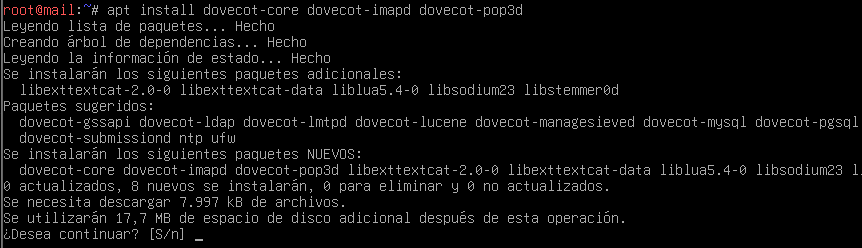 root@mail:~# apt install dovecot-core dovecot-imapd dovecot-pop3d
Leyendo lista de paquetes... Hecho
Creando árbol de dependencias... Hecho
Leyendo la información de estado... Hecho
Se instalarán los siguientes paquetes adicionales:
  libexttextcat-2.0-0 libexttextcat-data liblua5.4-0 libsodium23 libstemmer0d
Paquetes sugeridos:
  dovecot-gssapi dovecot-ldap dovecot-lmtpd dovecot-lucene dovecot-managesieved dovecot-mysql dovecot-pgsql
  dovecot-submissiond ntp ufw
Se instalarán los siguientes paquetes NUEVOS:
  dovecot-core dovecot-imapd dovecot-pop3d libexttextcat-2.0-0 libexttextcat-data liblua5.4-0 libsodium23 l
0 actualizados, 8 nuevos se instalarán, 0 para eliminar y 0 no actualizados.
Se necesita descargar 7.997 kB de archivos.
Se utilizarán 17,7 MB de espacio de disco adicional después de esta operación.
¿Desea continuar? [S/n] _